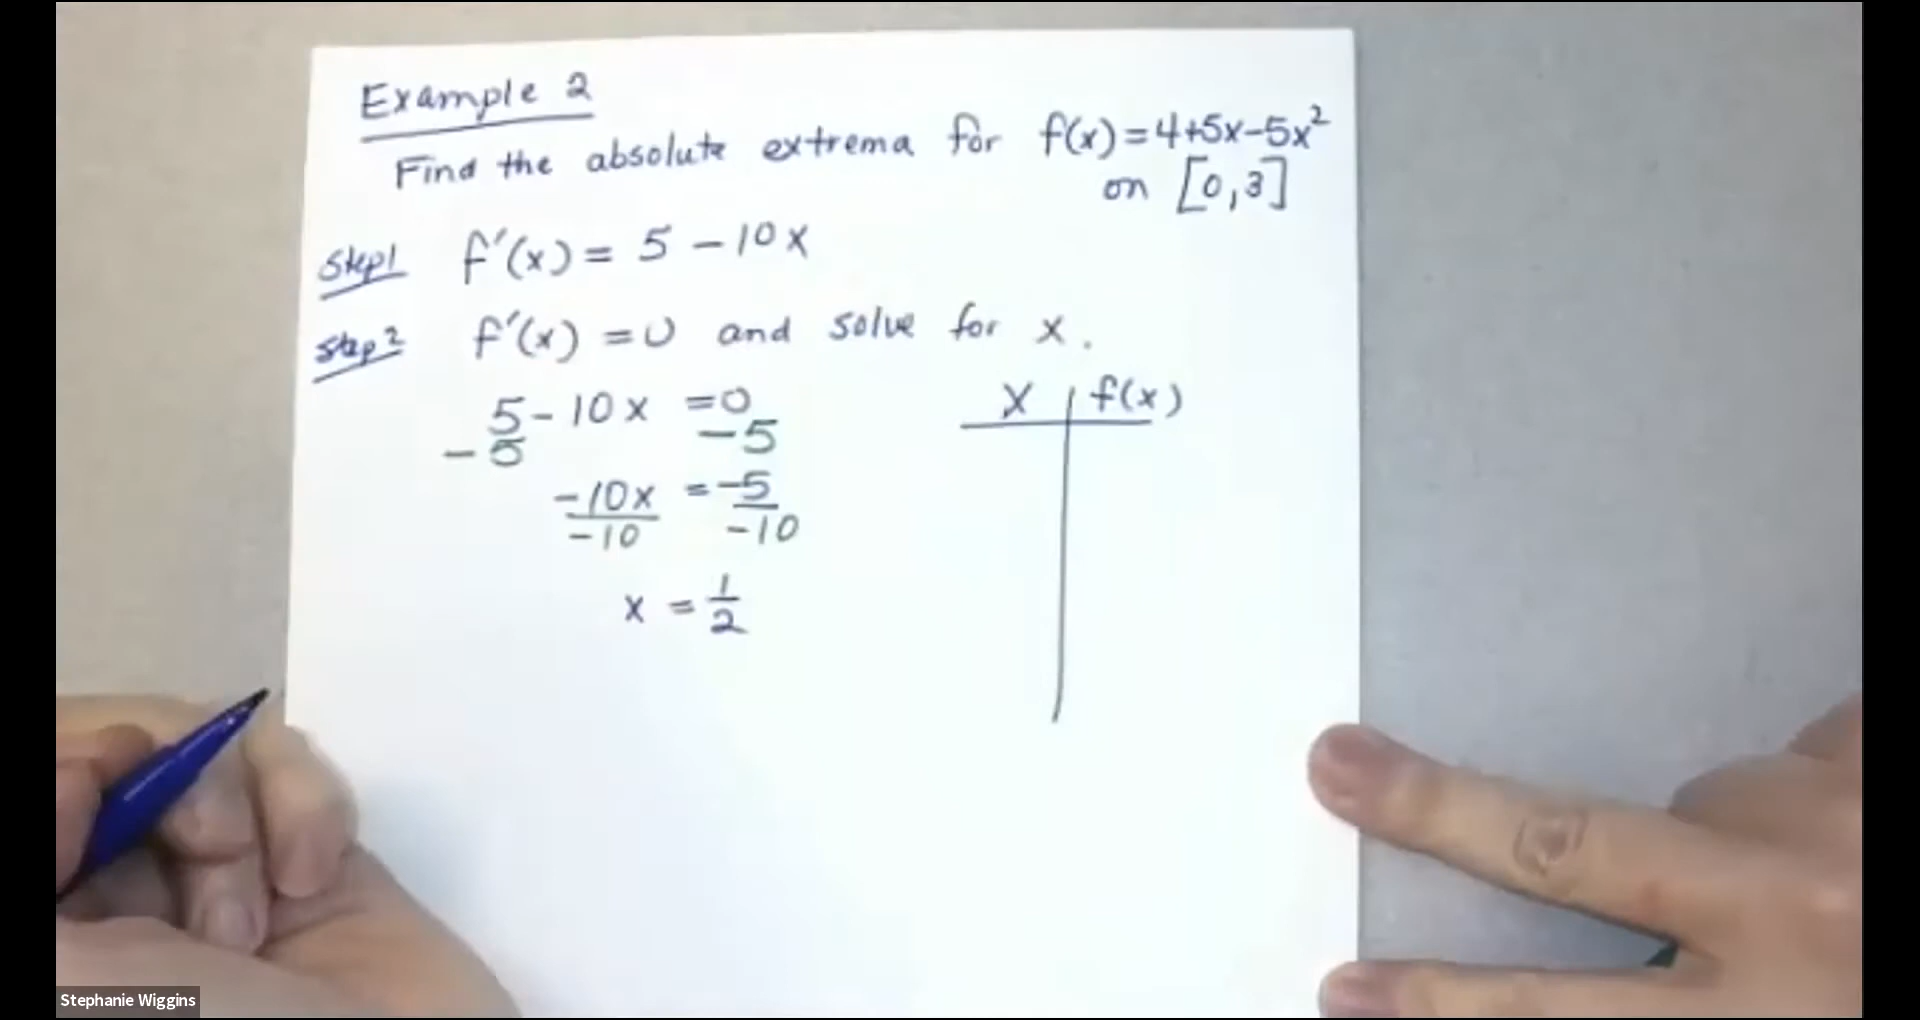 Example 2
Find the absolute extrema for f(x)=4+5x-5x²
on [0,3]
Step1 f'(x) = 5 - 10x
Step2 f'(x) = 0 and solve for x.
5 - 10x = 0
-5 -5
-10x = -5
-10 -10
x = 1/2
x f(x)
Stephanie Wiggins